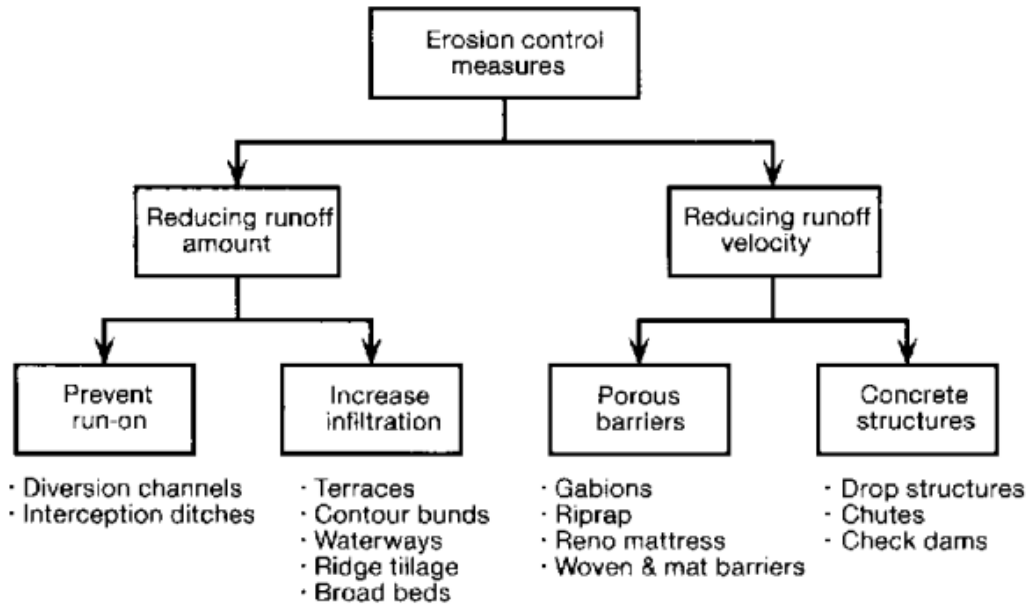 Erosion control
measures
Reducing runoff
amount
Reducing runoff
velocity
Prevent
run-on
Increase
infiltration
Porous
barriers
Concrete
structures
· Diversion channels
· Interception ditches
· Terraces
· Contour bunds
· Waterways
· Ridge tillage
· Broad beds
· Gabions
· Riprap
· Reno mattress
· Woven & mat barriers
· Drop structures
· Chutes
· Check dams